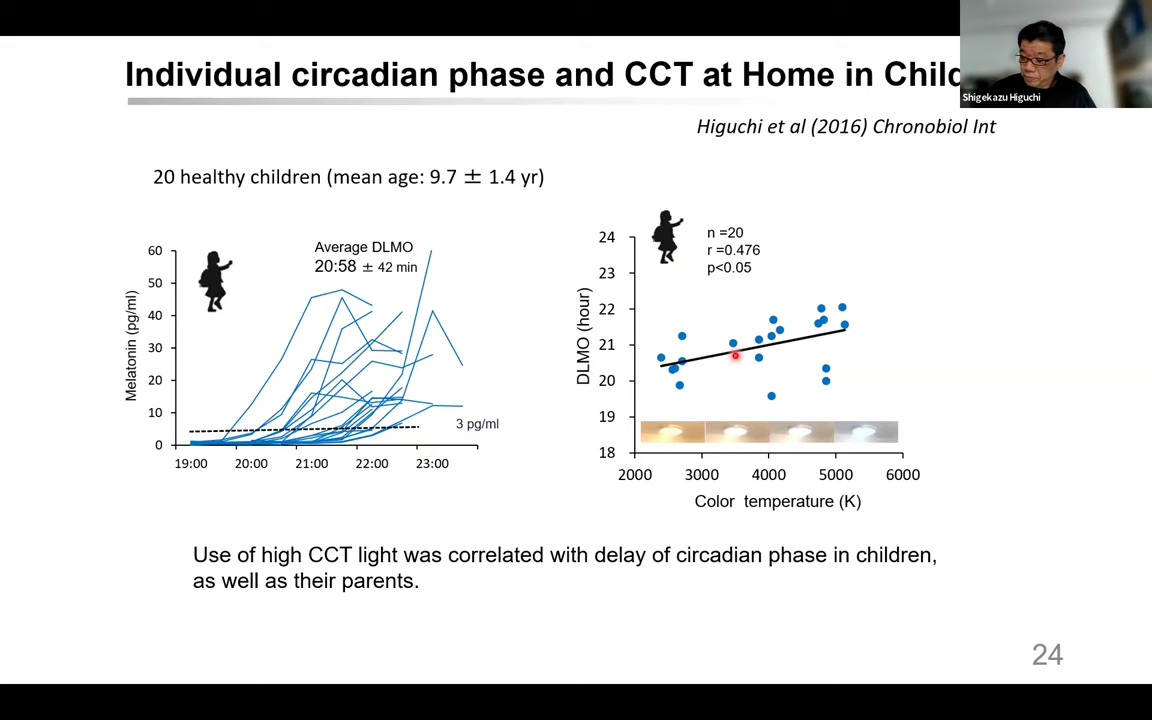 Individual circadian phase and CCT at Home in Child
Shigekazu Higuchi
Higuchi et al (2016) Chronobiol Int
20 healthy children (mean age: 9.7 ± 1.4 yr)
Average DLMO
20:58 ± 42 min
Melatonin (pg/ml)
60
50
40
30
20
10
0
3 pg/ml
19:00 20:00 21:00 22:00 23:00
n =20
r =0.476
p<0.05
DLMO (hour)
24
23
22
21
20
19
18
2000 3000 4000 5000 6000
Color temperature (K)
Use of high CCT light was correlated with delay of circadian phase in children,
as well as their parents.
24